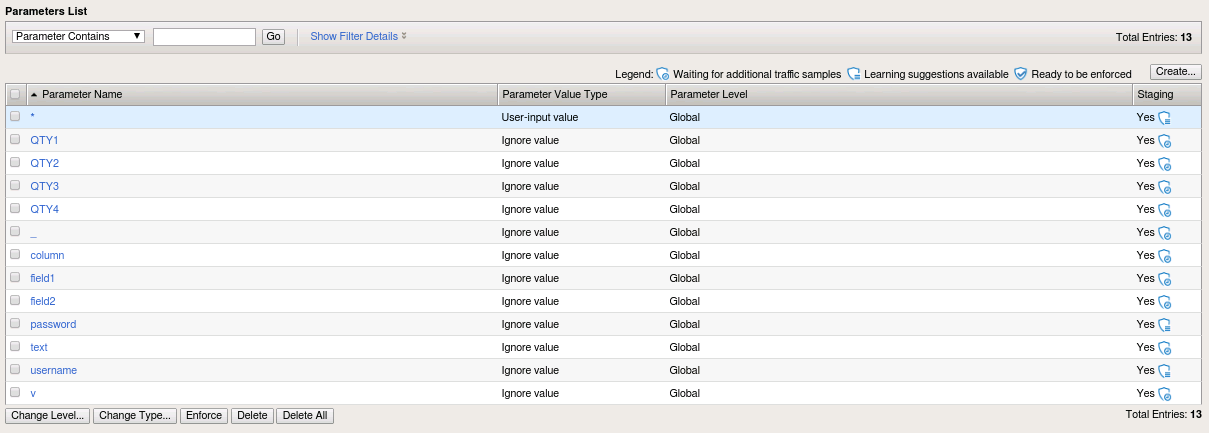 Parameters List
Parameter Contains Go Show Filter Details Total Entries: 13
Legend: Waiting for additional traffic samples Learning suggestions available Ready to be enforced Create...
Parameter Name Parameter Value Type Parameter Level Staging
* User-input value Global Yes
QTY1 Ignore value Global Yes
QTY2 Ignore value Global Yes
QTY3 Ignore value Global Yes
QTY4 Ignore value Global Yes
_ Ignore value Global Yes
column Ignore value Global Yes
field1 Ignore value Global Yes
field2 Ignore value Global Yes
password Ignore value Global Yes
text Ignore value Global Yes
username Ignore value Global Yes
v Ignore value Global Yes
Change Level... Change Type... Enforce Delete Delete All Total Entries: 13